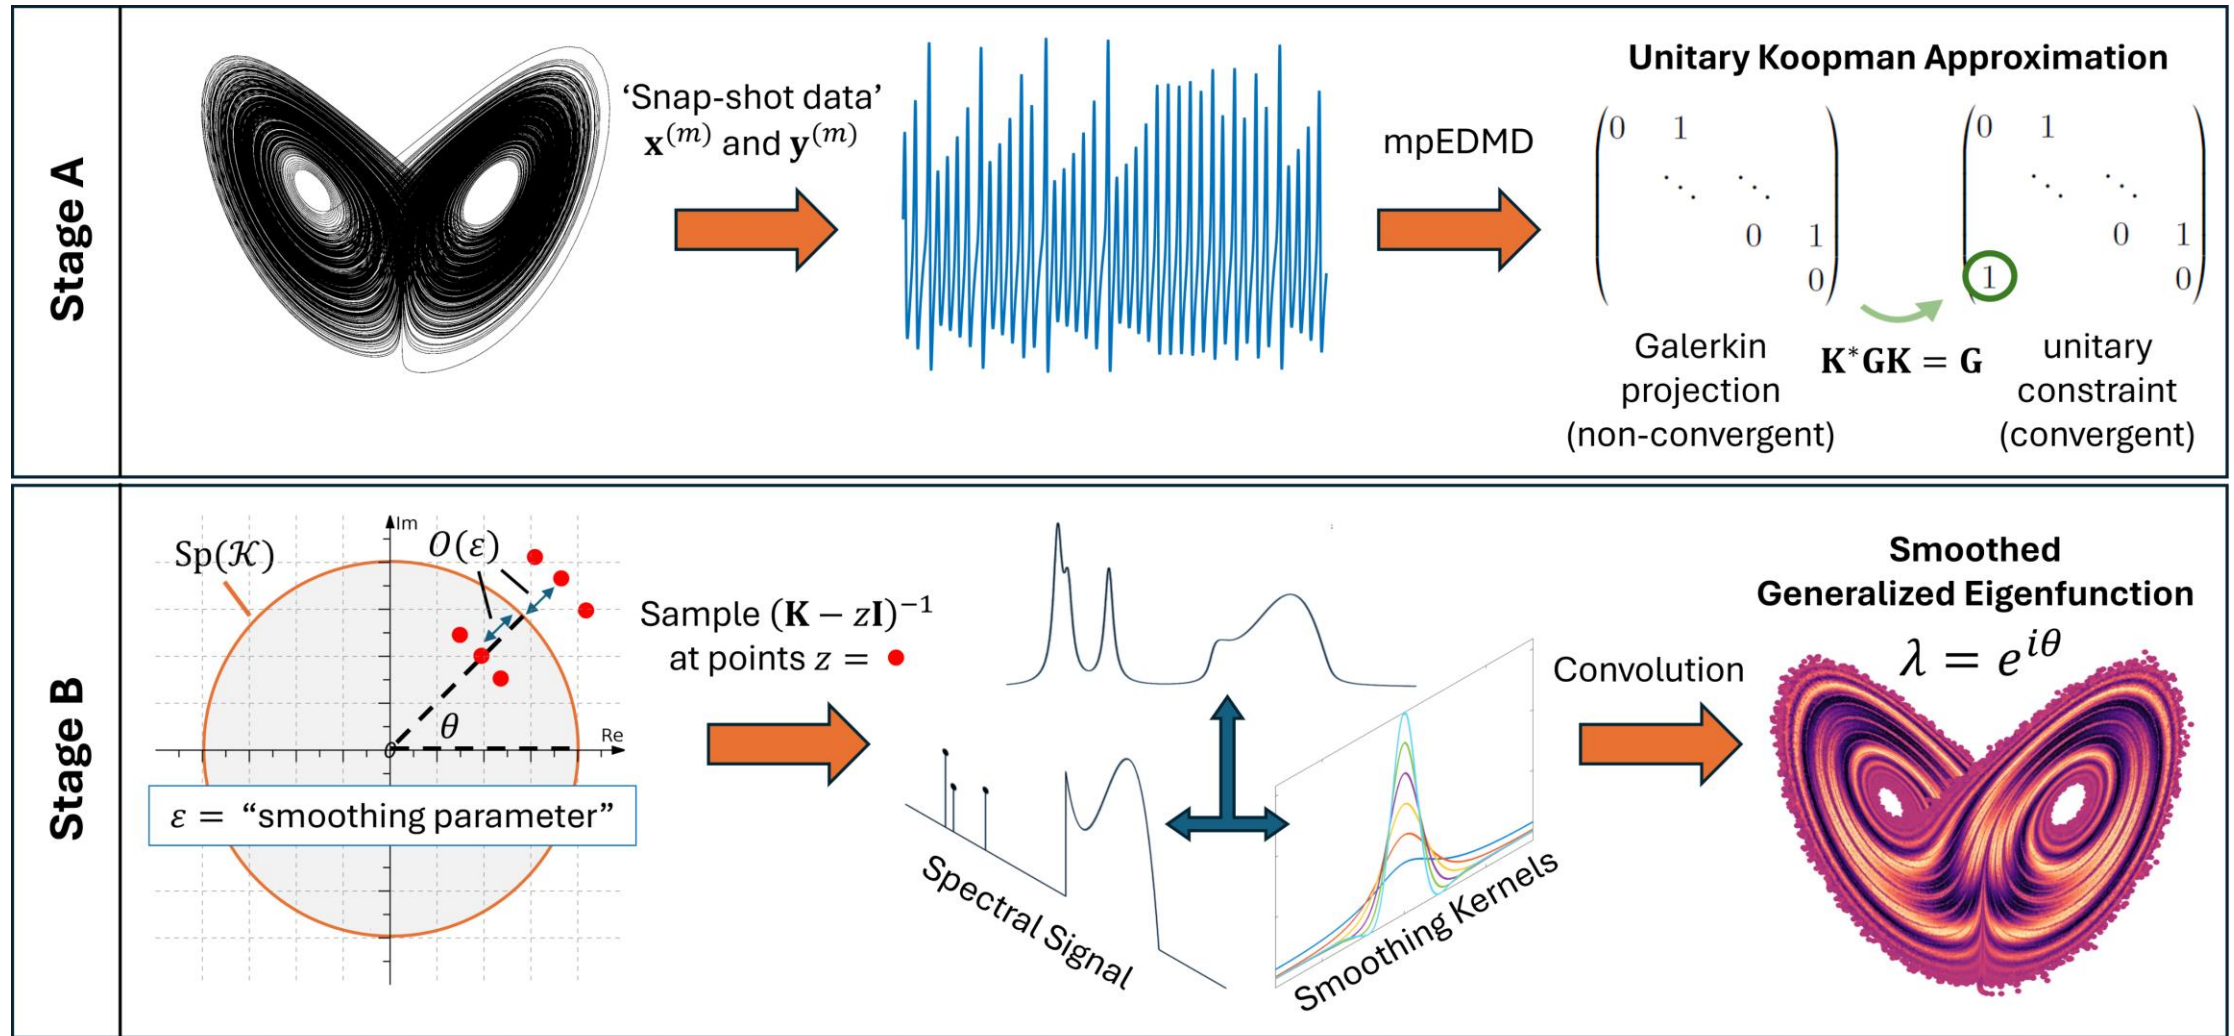 Stage A
‘Snap-shot data’
x^(m) and y^(m)
mpEDMD
Unitary Koopman Approximation
0 1
⋱ ⋱
0 1
0
0 1
⋱ ⋱
0 1
1 0
Galerkin
projection
(non-convergent)
K*GK = G
unitary
constraint
(convergent)
Stage B
Sp(𝒦)
Im
O(ε)
θ
0
Re
ε = “smoothing parameter”
Sample (K − zI)⁻¹
at points z =
Spectral Signal
Smoothing Kernels
Convolution
Smoothed
Generalized Eigenfunction
λ = e^{iθ}